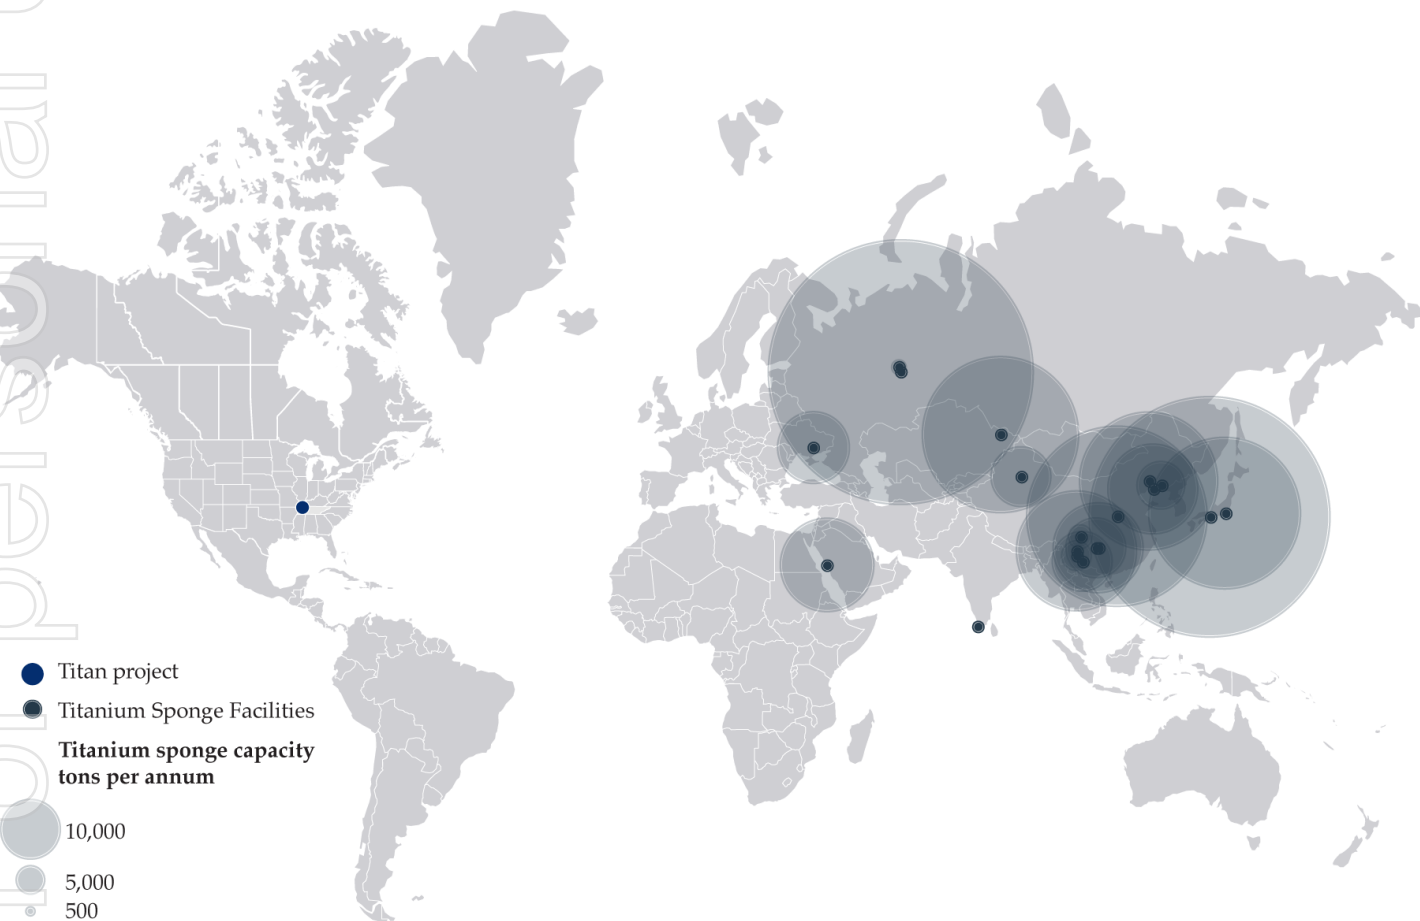 Titan project
Titanium Sponge Facilities
Titanium sponge capacity
tons per annum
10,000
5,000
500